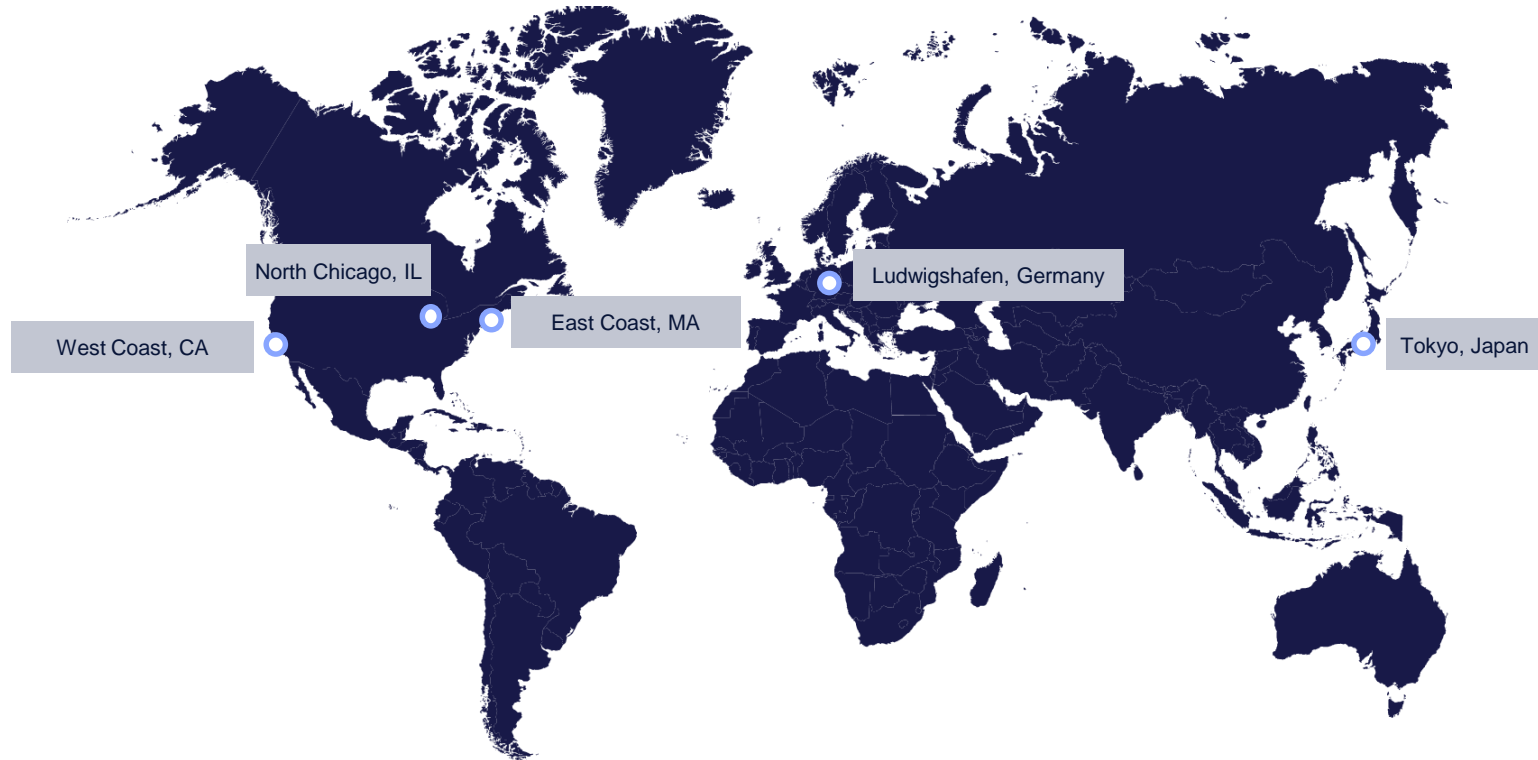 North Chicago, IL
Ludwigshafen, Germany
East Coast, MA
West Coast, CA
Tokyo, Japan